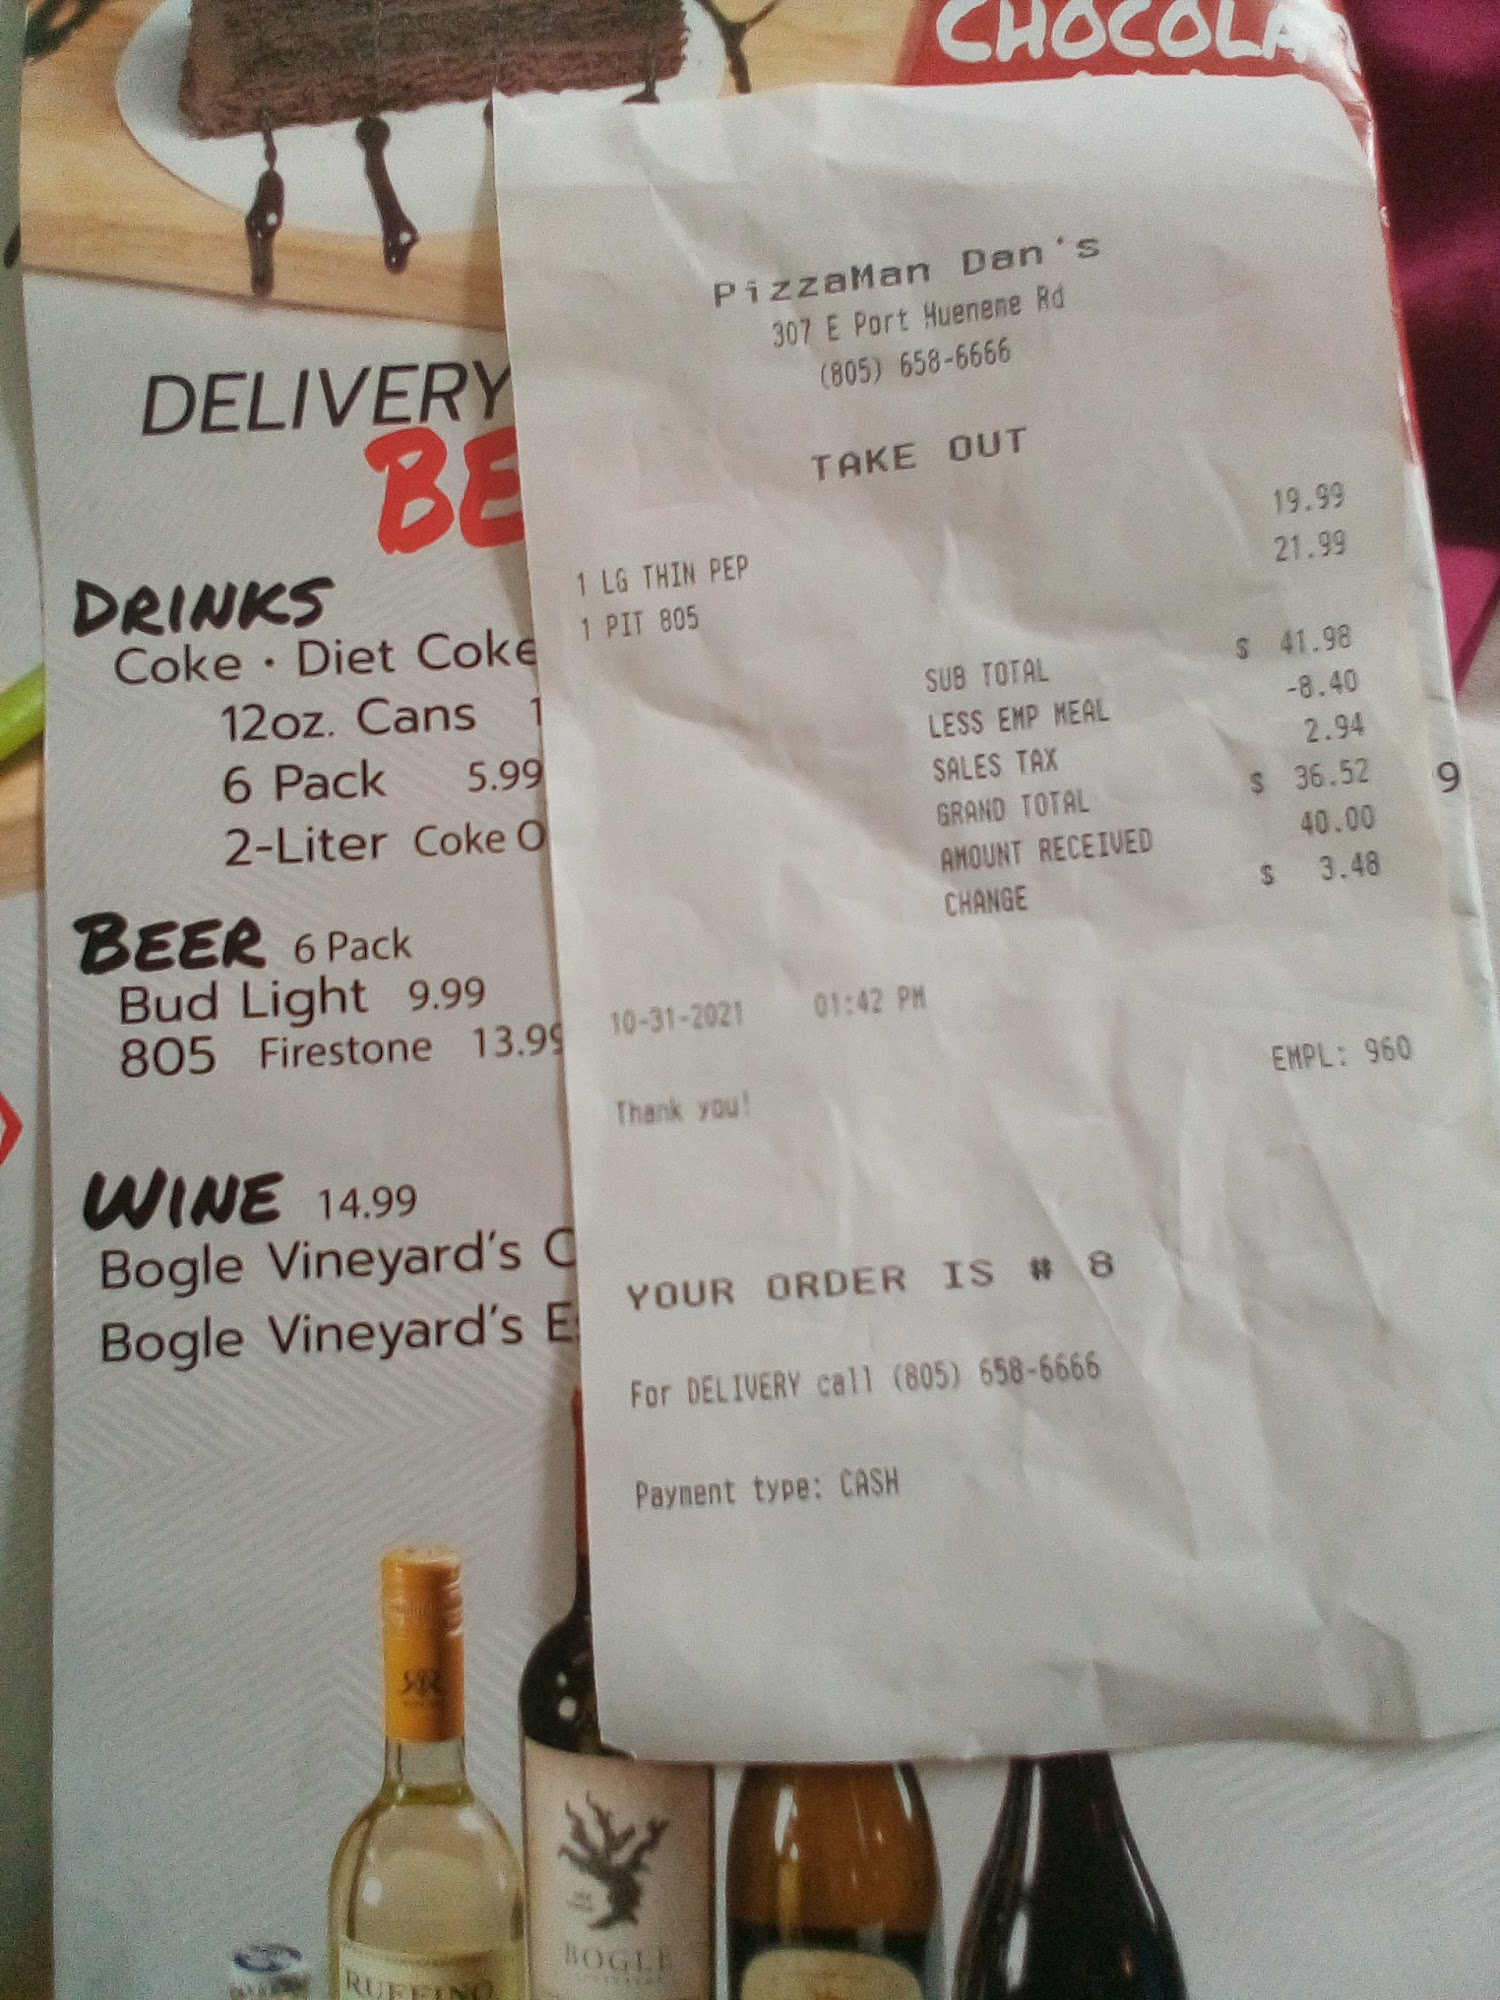 CHOCOLA
DELIVERY
BE
DRINKS
Coke · Diet Coke
12oz. Cans 1
6 Pack 5.99
2-Liter Coke O
9
BEER 6 Pack
Bud Light 9.99
805 Firestone 13.99
WINE 14.99
Bogle Vineyard's C
Bogle Vineyard's E
BOGLE
RUFFINO
PizzaMan Dan's
307 E Port Hueneme Rd
(805) 658-6666
TAKE OUT
1 LG THIN PEP 19.99
1 PIT 805 21.99
SUB TOTAL $ 41.98
LESS EMP MEAL -8.40
SALES TAX 2.94
GRAND TOTAL $ 36.52
AMOUNT RECEIVED 40.00
CHANGE $ 3.48
10-31-2021 01:42 PM
EMPL: 960
Thank you!
YOUR ORDER IS # 8
For DELIVERY call (805) 658-6666
Payment type: CASH